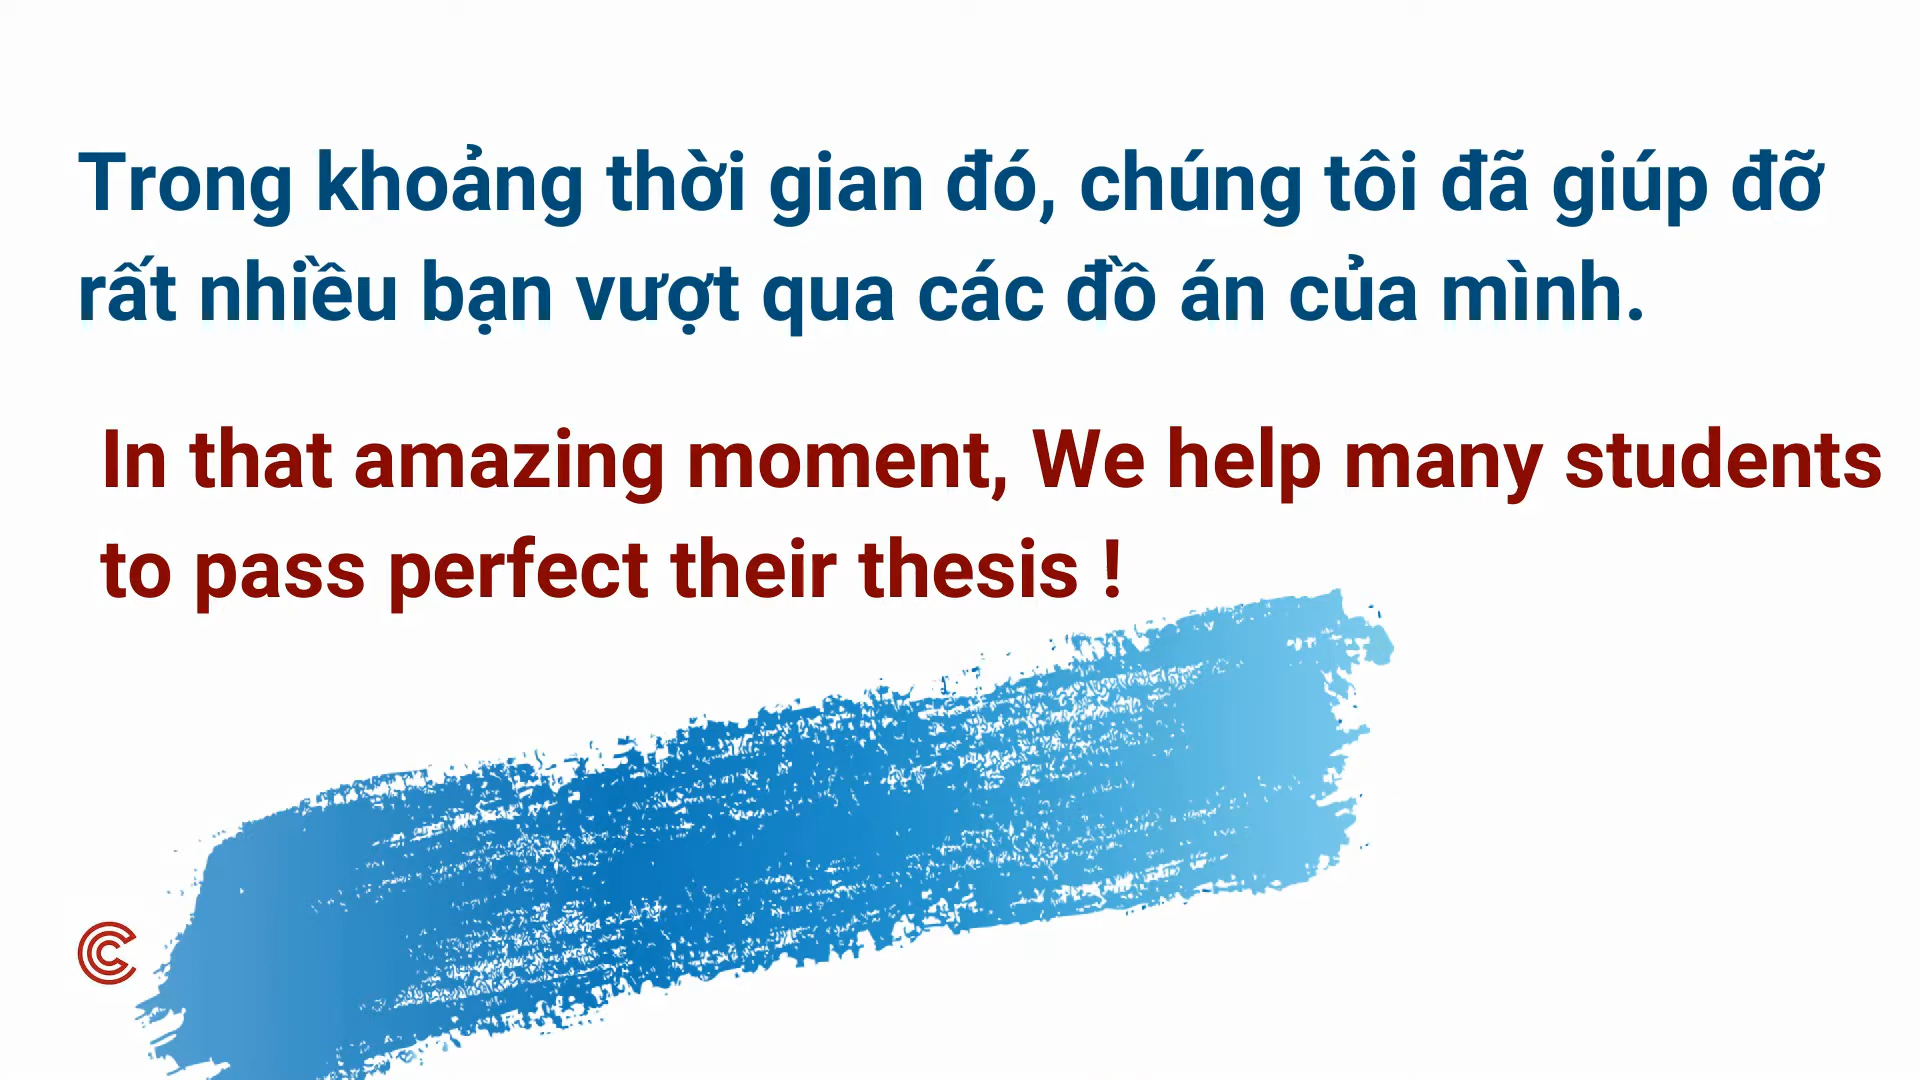 Trong khoảng thời gian đó, chúng tôi đã giúp đỡ
rất nhiều bạn vượt qua các đồ án của mình.
In that amazing moment, We help many students
to pass perfect their thesis !